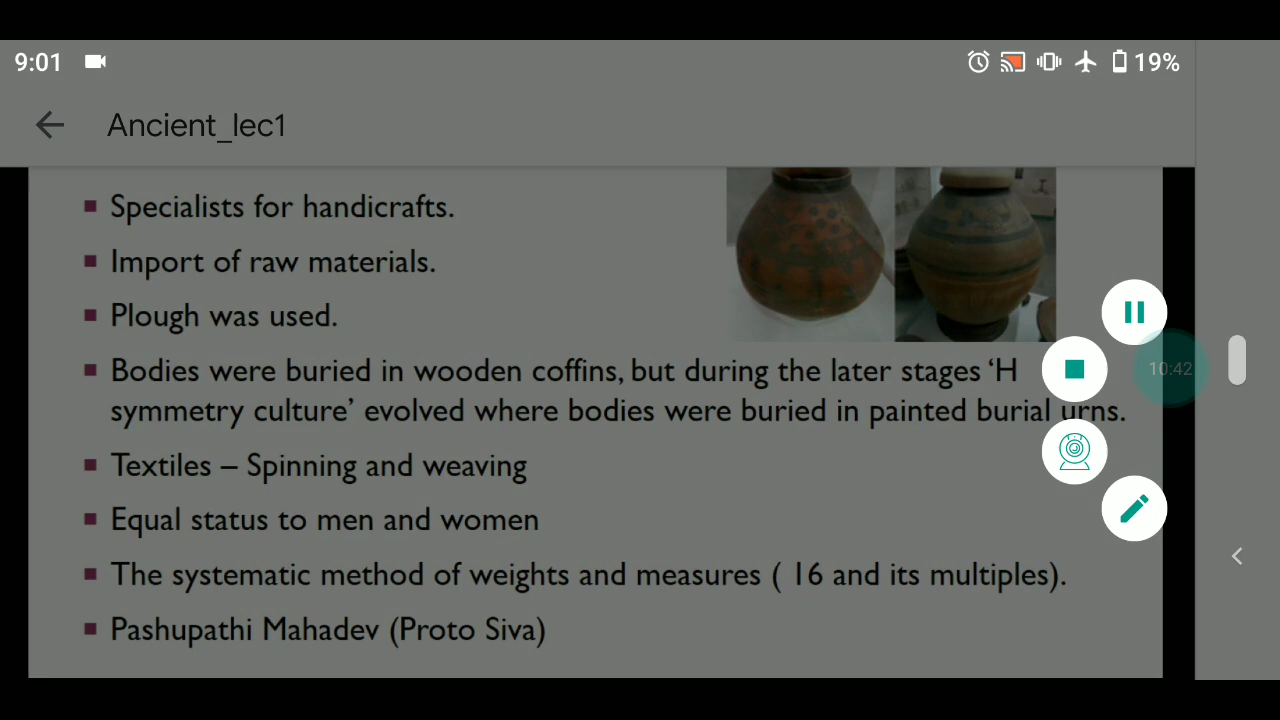 9:01
19%
Ancient_lec1
Specialists for handicrafts.
Import of raw materials.
Plough was used.
Bodies were buried in wooden coffins, but during the later stages ‘H
symmetry culture’ evolved where bodies were buried in painted burial urns.
10:42
Textiles – Spinning and weaving
Equal status to men and women
The systematic method of weights and measures ( 16 and its multiples).
Pashupathi Mahadev (Proto Siva)